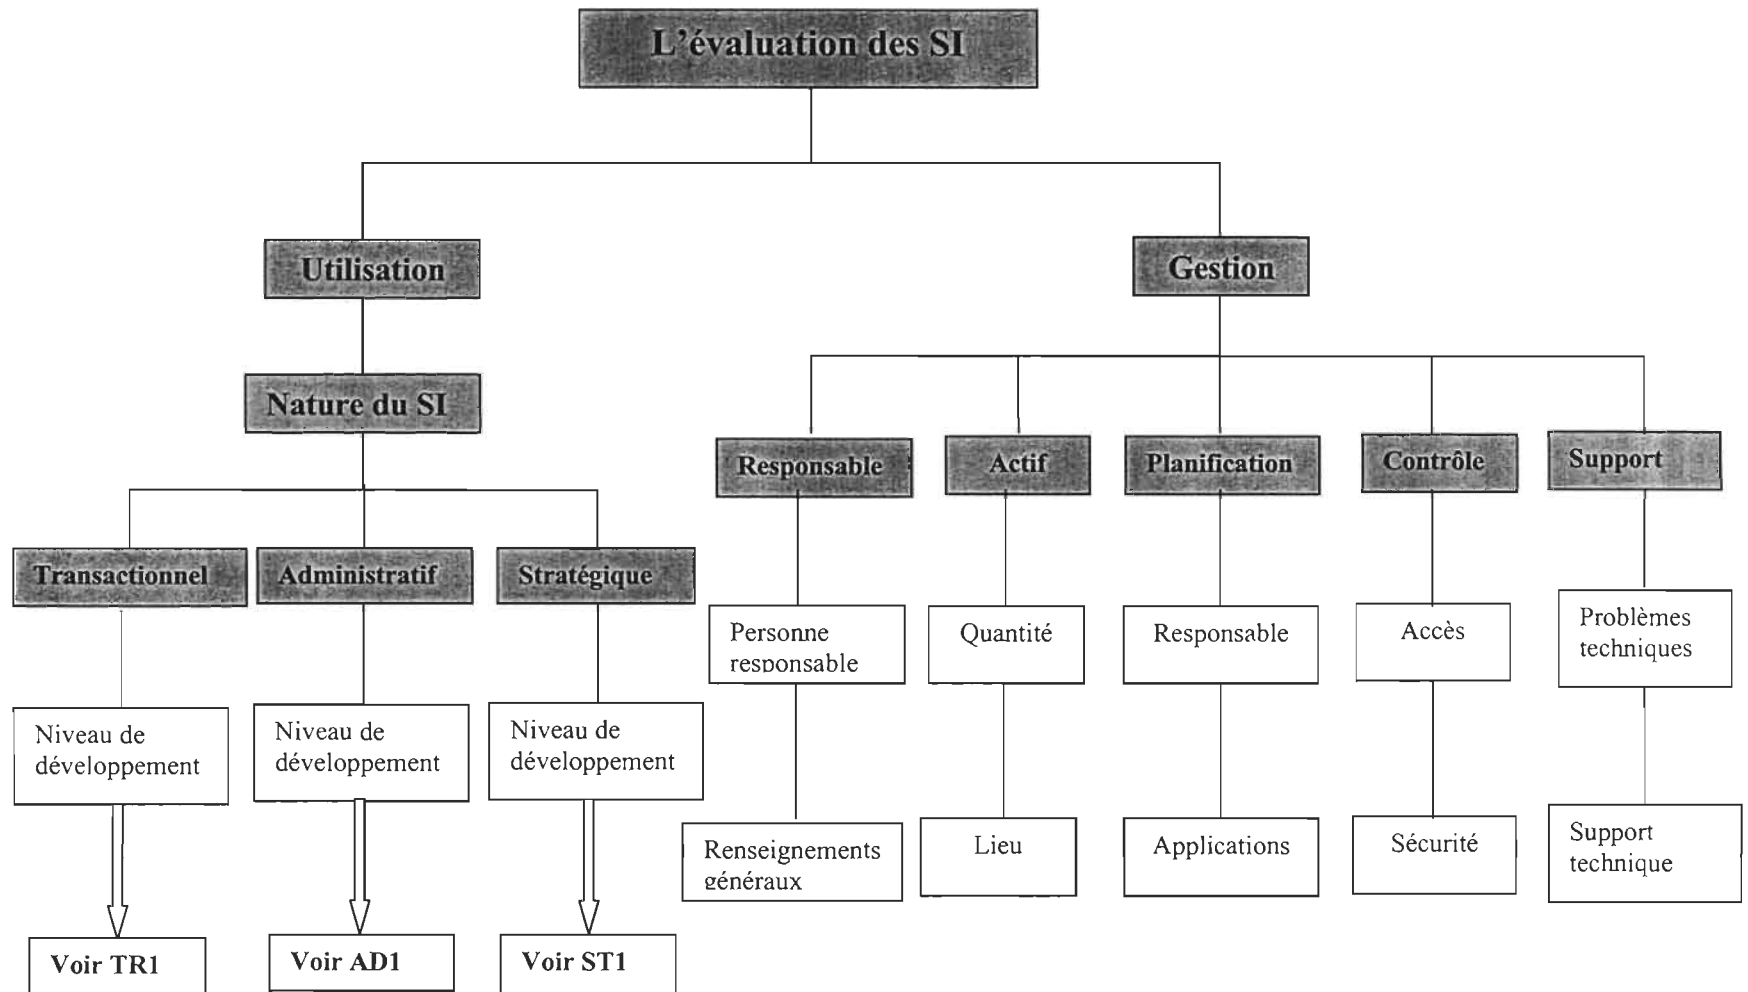 L'évaluation des SI
Utilisation
Gestion
Nature du SI
Responsable
Actif
Planification
Contrôle
Support
Transactionnel
Administratif
Stratégique
Personne
responsable
Quantité
Responsable
Accès
Problèmes
techniques
Niveau de
développement
Niveau de
développement
Niveau de
développement
Renseignements
généraux
Lieu
Applications
Sécurité
Support
technique
Voir TR1
Voir AD1
Voir ST1